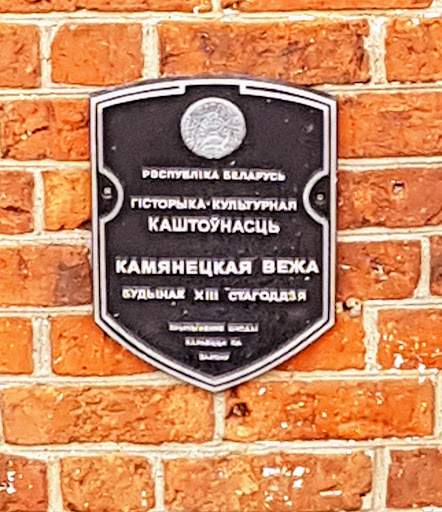 РЭСПУБЛІКА БЕЛАРУСЬ
ГІСТОРЫКА-КУЛЬТУРНАЯ
КАШТОЎНАСЦЬ
КАМЯНЕЦКАЯ ВЕЖА
БУДЫНАК XIII СТАГОДДЗЯ